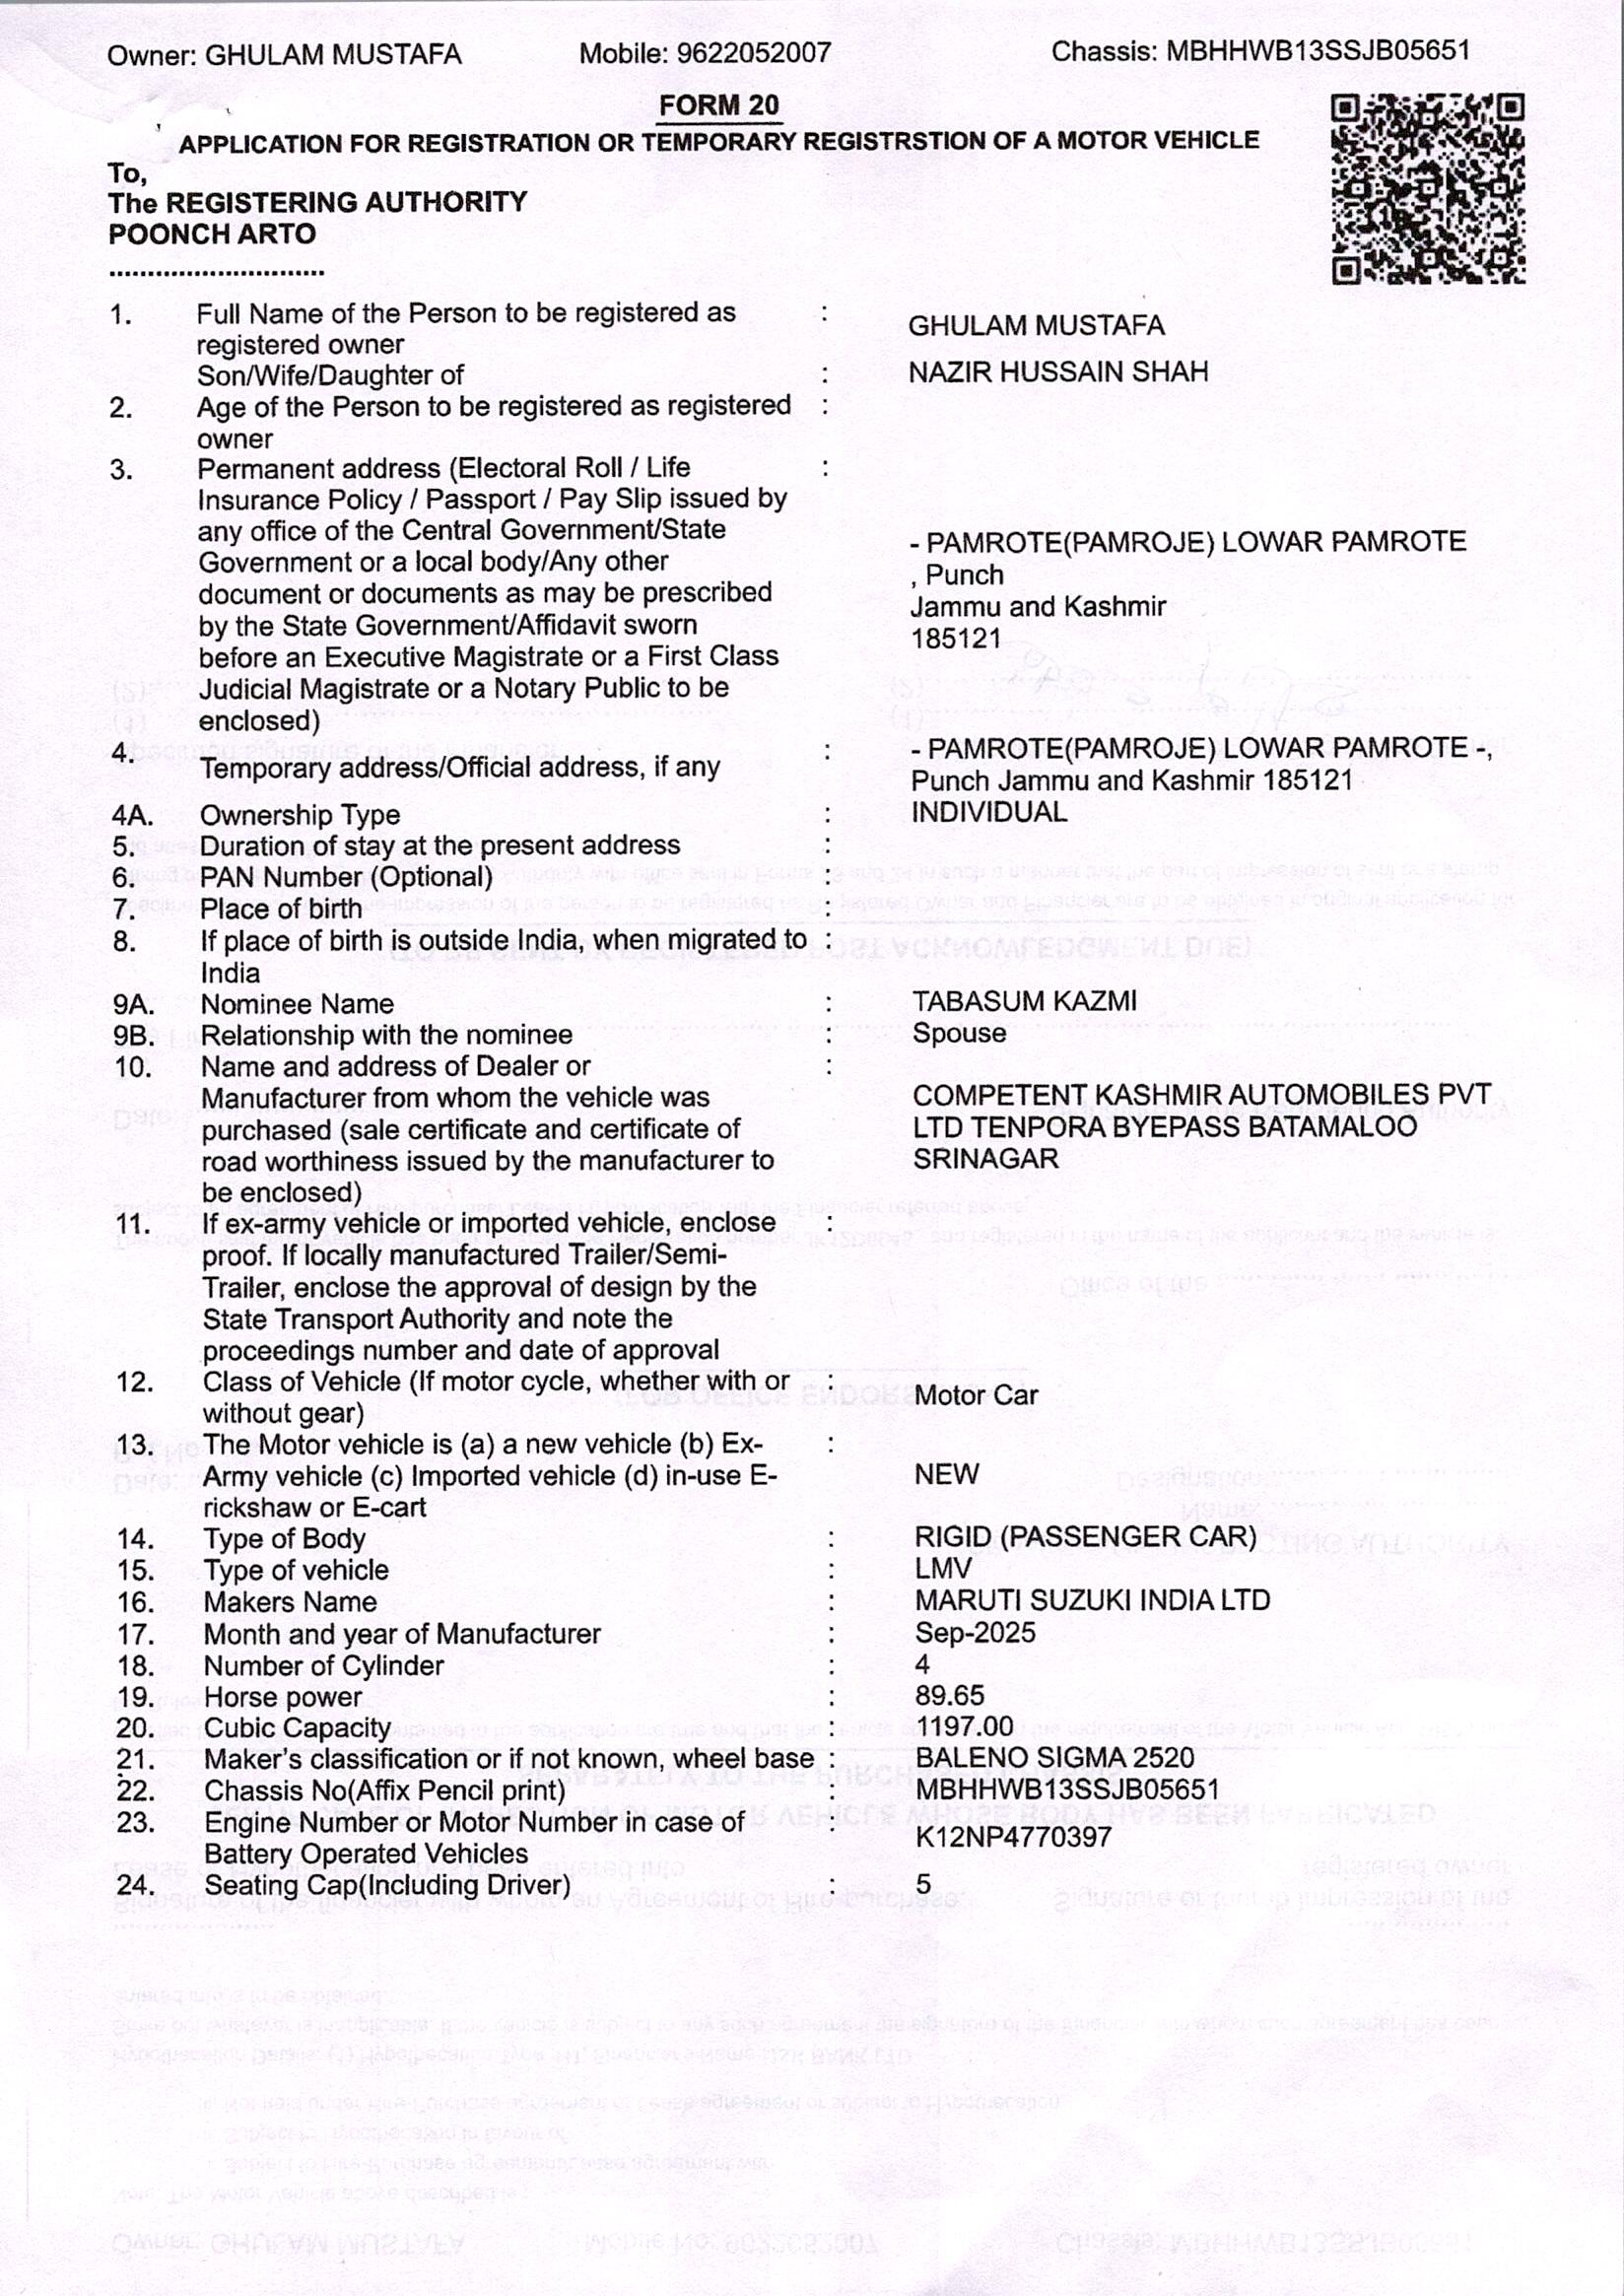 Owner: GHULAM MUSTAFA Mobile: 9622052007 Chassis: MBHHWB13SSJB05651
FORM 20
APPLICATION FOR REGISTRATION OR TEMPORARY REGISTRSTION OF A MOTOR VEHICLE
To,
The REGISTERING AUTHORITY
POONCH ARTO
............................
1. Full Name of the Person to be registered as : GHULAM MUSTAFA
registered owner
Son/Wife/Daughter of : NAZIR HUSSAIN SHAH
2. Age of the Person to be registered as registered :
owner
3. Permanent address (Electoral Roll / Life :
Insurance Policy / Passport / Pay Slip issued by
any office of the Central Government/State - PAMROTE(PAMROJE) LOWAR PAMROTE
Government or a local body/Any other , Punch
document or documents as may be prescribed Jammu and Kashmir
by the State Government/Affidavit sworn 185121
before an Executive Magistrate or a First Class
Judicial Magistrate or a Notary Public to be
enclosed)
4. Temporary address/Official address, if any : - PAMROTE(PAMROJE) LOWAR PAMROTE -,
Punch Jammu and Kashmir 185121
4A. Ownership Type : INDIVIDUAL
5. Duration of stay at the present address :
6. PAN Number (Optional) :
7. Place of birth :
8. If place of birth is outside India, when migrated to :
India
9A. Nominee Name : TABASUM KAZMI
9B. Relationship with the nominee : Spouse
10. Name and address of Dealer or :
Manufacturer from whom the vehicle was COMPETENT KASHMIR AUTOMOBILES PVT
purchased (sale certificate and certificate of LTD TENPORA BYEPASS BATAMALOO
road worthiness issued by the manufacturer to SRINAGAR
be enclosed)
11. If ex-army vehicle or imported vehicle, enclose :
proof. If locally manufactured Trailer/Semi-
Trailer, enclose the approval of design by the
State Transport Authority and note the
proceedings number and date of approval
12. Class of Vehicle (If motor cycle, whether with or : Motor Car
without gear)
13. The Motor vehicle is (a) a new vehicle (b) Ex- :
Army vehicle (c) Imported vehicle (d) in-use E- NEW
rickshaw or E-cart
14. Type of Body : RIGID (PASSENGER CAR)
15. Type of vehicle : LMV
16. Makers Name : MARUTI SUZUKI INDIA LTD
17. Month and year of Manufacturer : Sep-2025
18. Number of Cylinder : 4
19. Horse power : 89.65
20. Cubic Capacity : 1197.00
21. Maker's classification or if not known, wheel base : BALENO SIGMA 2520
22. Chassis No(Affix Pencil print) : MBHHWB13SSJB05651
23. Engine Number or Motor Number in case of : K12NP4770397
Battery Operated Vehicles
24. Seating Cap(Including Driver) : 5